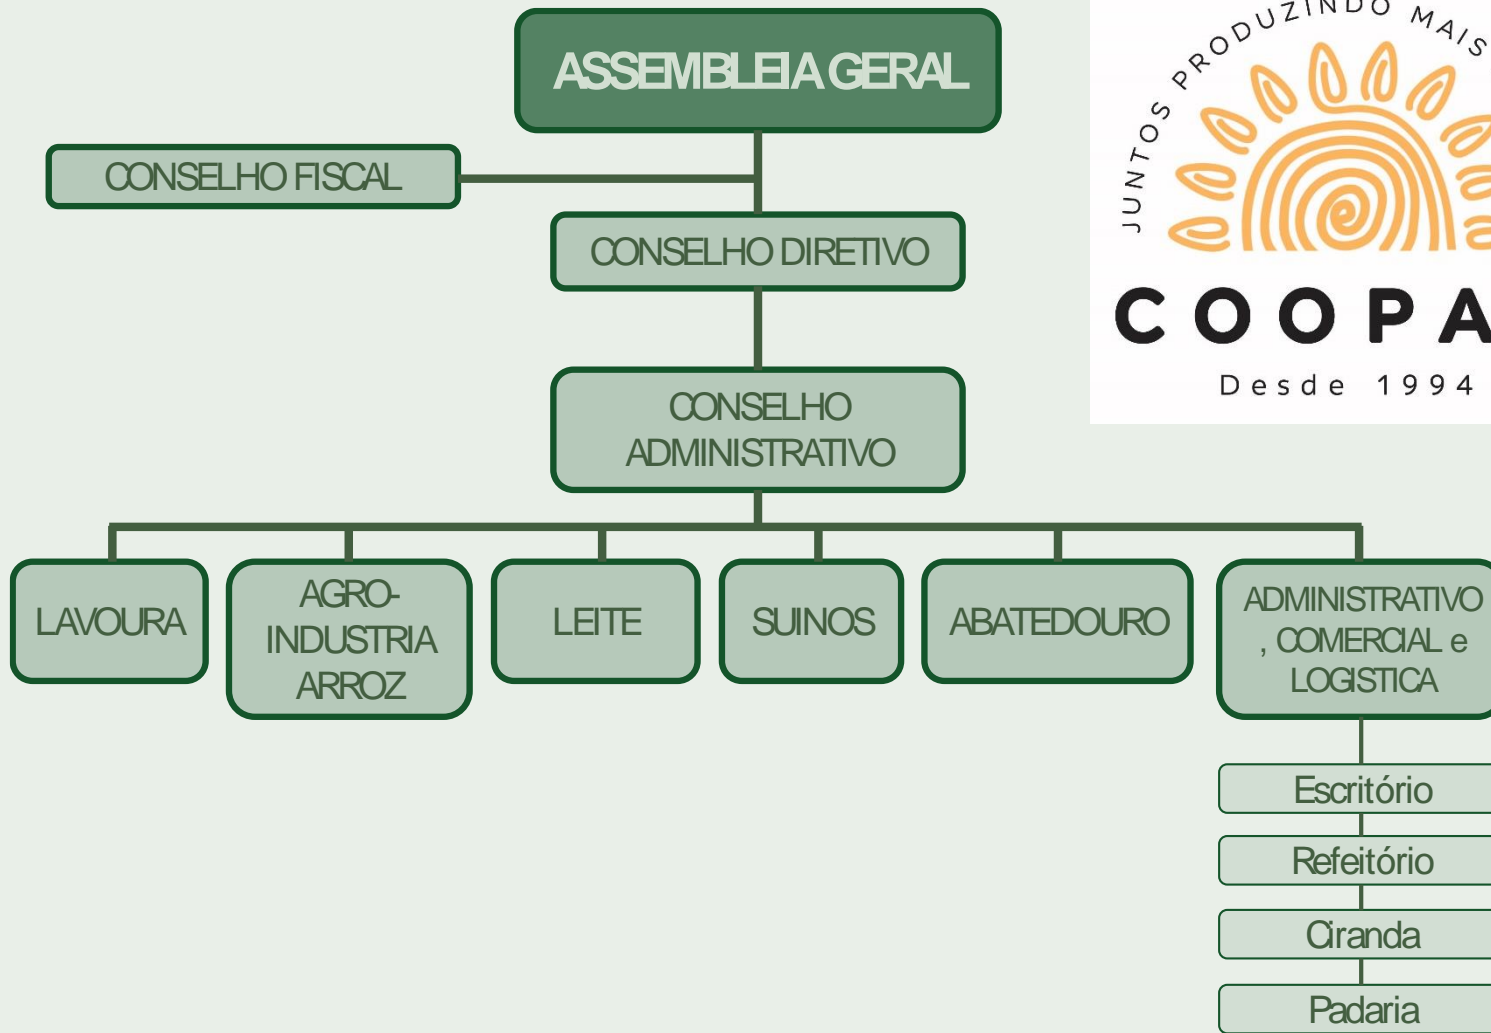 ASSEMBLEIA GERAL
JUNTOS PRODUZINDO MAIS
CONSELHO FISCAL
CONSELHO DIRETIVO
COOPA
Desde 1994
CONSELHO
ADMINISTRATIVO
LAVOURA
AGRO-
INDUSTRIA
ARROZ
LEITE
SUINOS
ABATEDOURO
ADMINISTRATIVO
, COMERCIAL e
LOGISTICA
Escritório
Refeitório
Ciranda
Padaria